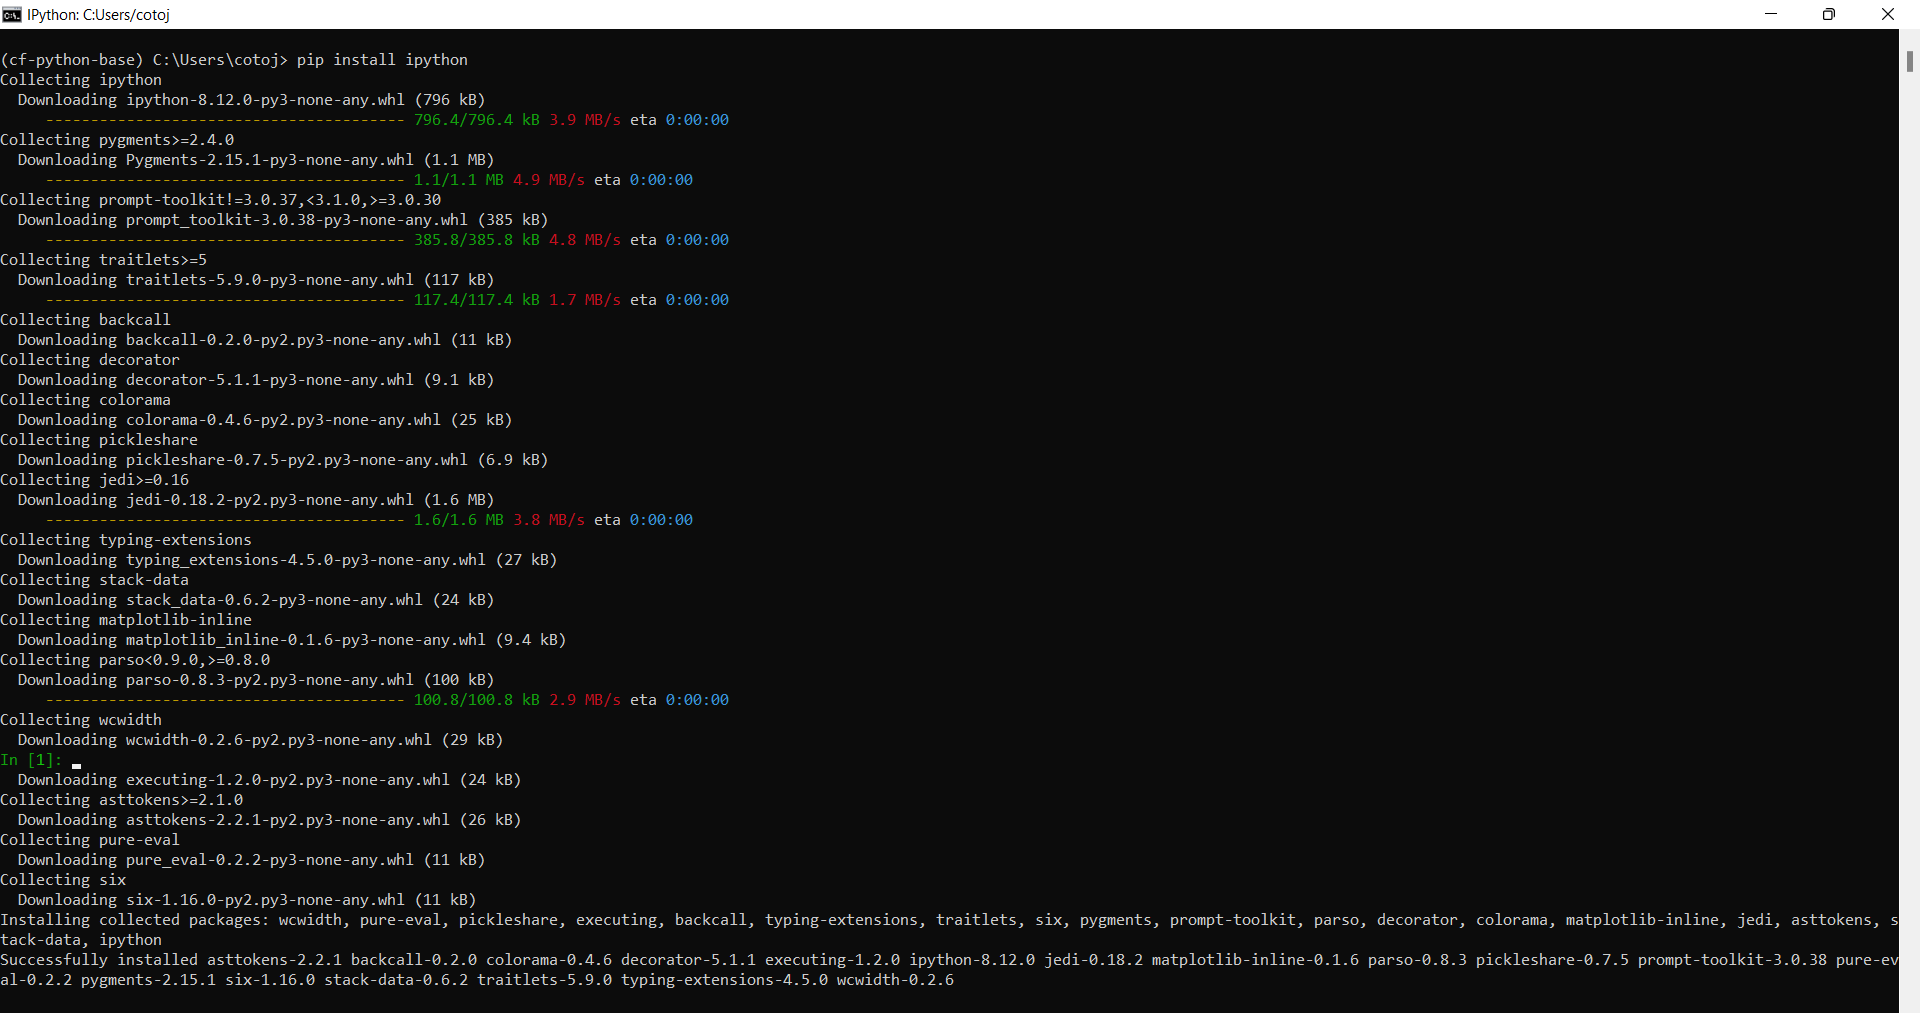 IPython: C:Users/cotoj
(cf-python-base) C:\Users\cotoj> pip install ipython
Collecting ipython
  Downloading ipython-8.12.0-py3-none-any.whl (796 kB)
     ---------------------------------------- 796.4/796.4 kB 3.9 MB/s eta 0:00:00
Collecting pygments>=2.4.0
  Downloading Pygments-2.15.1-py3-none-any.whl (1.1 MB)
     ---------------------------------------- 1.1/1.1 MB 4.9 MB/s eta 0:00:00
Collecting prompt-toolkit!=3.0.37,<3.1.0,>=3.0.30
  Downloading prompt_toolkit-3.0.38-py3-none-any.whl (385 kB)
     ---------------------------------------- 385.8/385.8 kB 4.8 MB/s eta 0:00:00
Collecting traitlets>=5
  Downloading traitlets-5.9.0-py3-none-any.whl (117 kB)
     ---------------------------------------- 117.4/117.4 kB 1.7 MB/s eta 0:00:00
Collecting backcall
  Downloading backcall-0.2.0-py2.py3-none-any.whl (11 kB)
Collecting decorator
  Downloading decorator-5.1.1-py3-none-any.whl (9.1 kB)
Collecting colorama
  Downloading colorama-0.4.6-py2.py3-none-any.whl (25 kB)
Collecting pickleshare
  Downloading pickleshare-0.7.5-py2.py3-none-any.whl (6.9 kB)
Collecting jedi>=0.16
  Downloading jedi-0.18.2-py2.py3-none-any.whl (1.6 MB)
     ---------------------------------------- 1.6/1.6 MB 3.8 MB/s eta 0:00:00
Collecting typing-extensions
  Downloading typing_extensions-4.5.0-py3-none-any.whl (27 kB)
Collecting stack-data
  Downloading stack_data-0.6.2-py3-none-any.whl (24 kB)
Collecting matplotlib-inline
  Downloading matplotlib_inline-0.1.6-py3-none-any.whl (9.4 kB)
Collecting parso<0.9.0,>=0.8.0
  Downloading parso-0.8.3-py2.py3-none-any.whl (100 kB)
     ---------------------------------------- 100.8/100.8 kB 2.9 MB/s eta 0:00:00
Collecting wcwidth
  Downloading wcwidth-0.2.6-py2.py3-none-any.whl (29 kB)
In [1]:
  Downloading executing-1.2.0-py2.py3-none-any.whl (24 kB)
Collecting asttokens>=2.1.0
  Downloading asttokens-2.2.1-py2.py3-none-any.whl (26 kB)
Collecting pure-eval
  Downloading pure_eval-0.2.2-py3-none-any.whl (11 kB)
Collecting six
  Downloading six-1.16.0-py2.py3-none-any.whl (11 kB)
Installing collected packages: wcwidth, pure-eval, pickleshare, executing, backcall, typing-extensions, traitlets, six, pygments, prompt-toolkit, parso, decorator, colorama, matplotlib-inline, jedi, asttokens, s
tack-data, ipython
Successfully installed asttokens-2.2.1 backcall-0.2.0 colorama-0.4.6 decorator-5.1.1 executing-1.2.0 ipython-8.12.0 jedi-0.18.2 matplotlib-inline-0.1.6 parso-0.8.3 pickleshare-0.7.5 prompt-toolkit-3.0.38 pure-ev
al-0.2.2 pygments-2.15.1 six-1.16.0 stack-data-0.6.2 traitlets-5.9.0 typing-extensions-4.5.0 wcwidth-0.2.6